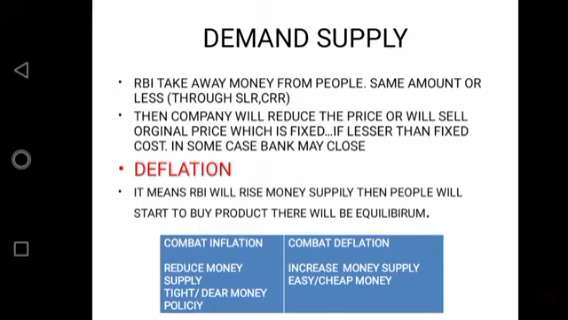 DEMAND SUPPLY
• RBI TAKE AWAY MONEY FROM PEOPLE. SAME AMOUNT OR
LESS (THROUGH SLR,CRR)
• THEN COMPANY WILL REDUCE THE PRICE OR WILL SELL
ORGINAL PRICE WHICH IS FIXED...IF LESSER THAN FIXED
COST. IN SOME CASE BANK MAY CLOSE
• DEFLATION
• IT MEANS RBI WILL RISE MONEY SUPPLY THEN PEOPLE WILL
START TO BUY PRODUCT THERE WILL BE EQUILIBIRUM.
COMBAT INFLATION
REDUCE MONEY
SUPPLY
TIGHT/ DEAR MONEY
POLICIY
COMBAT DEFLATION
INCREASE MONEY SUPPLY
EASY/CHEAP MONEY